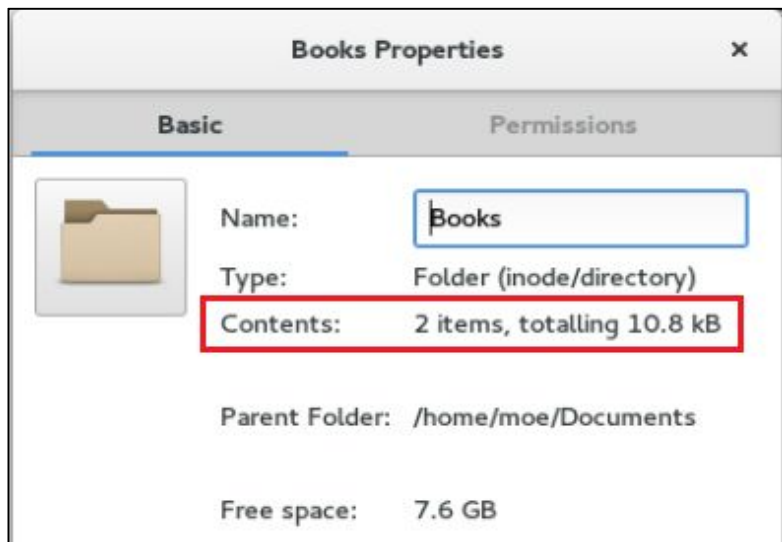 Books Properties ×
Basic Permissions
Name: Books
Type: Folder (inode/directory)
Contents: 2 items, totalling 10.8 kB
Parent Folder: /home/moe/Documents
Free space: 7.6 GB